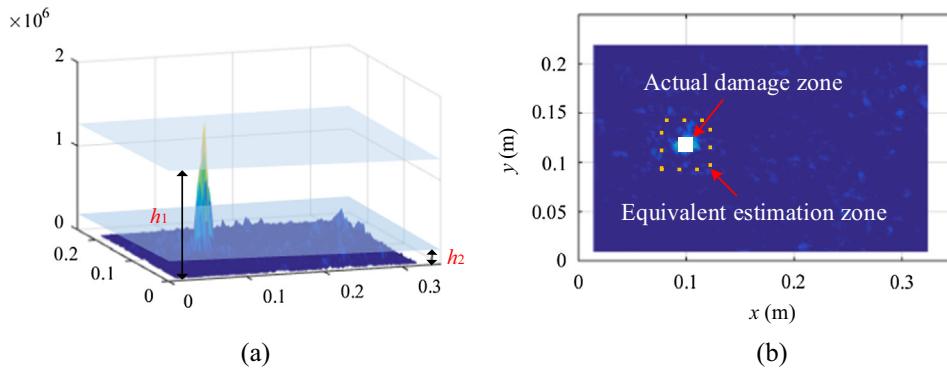 ×10⁶
2
1
0
0.2
0.1
0
0
0.1
0.2
0.3
h1
h2
(a)
0.2
0.15
0.1
0.05
0
y (m)
0
0.1
0.2
0.3
x (m)
Actual damage zone
Equivalent estimation zone
(b)